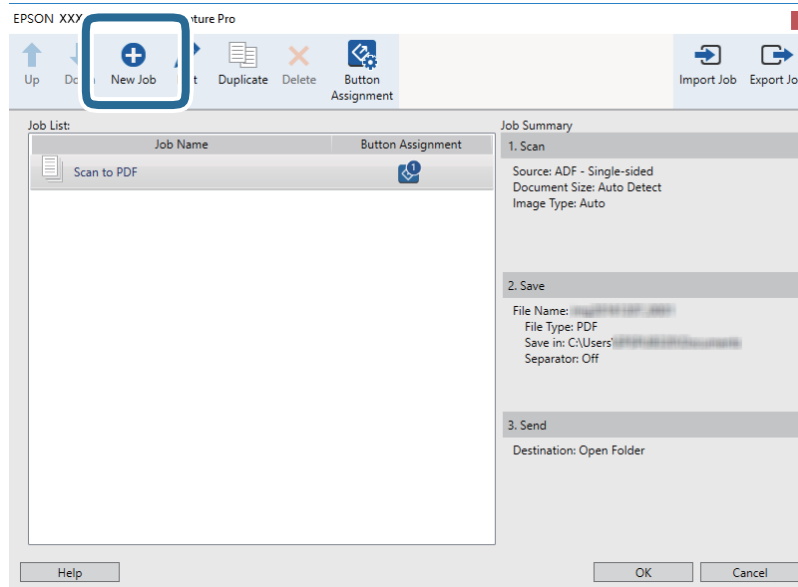 EPSON XXX ture Pro
Up Do n New Job t Duplicate Delete Button Assignment Import Job Export Jo
Job List:
Job Name Button Assignment
Scan to PDF 1
Job Summary
1. Scan
Source: ADF - Single-sided
Document Size: Auto Detect
Image Type: Auto
2. Save
File Name:
File Type: PDF
Save in: C:\Users\
Separator: Off
3. Send
Destination: Open Folder
Help OK Cancel